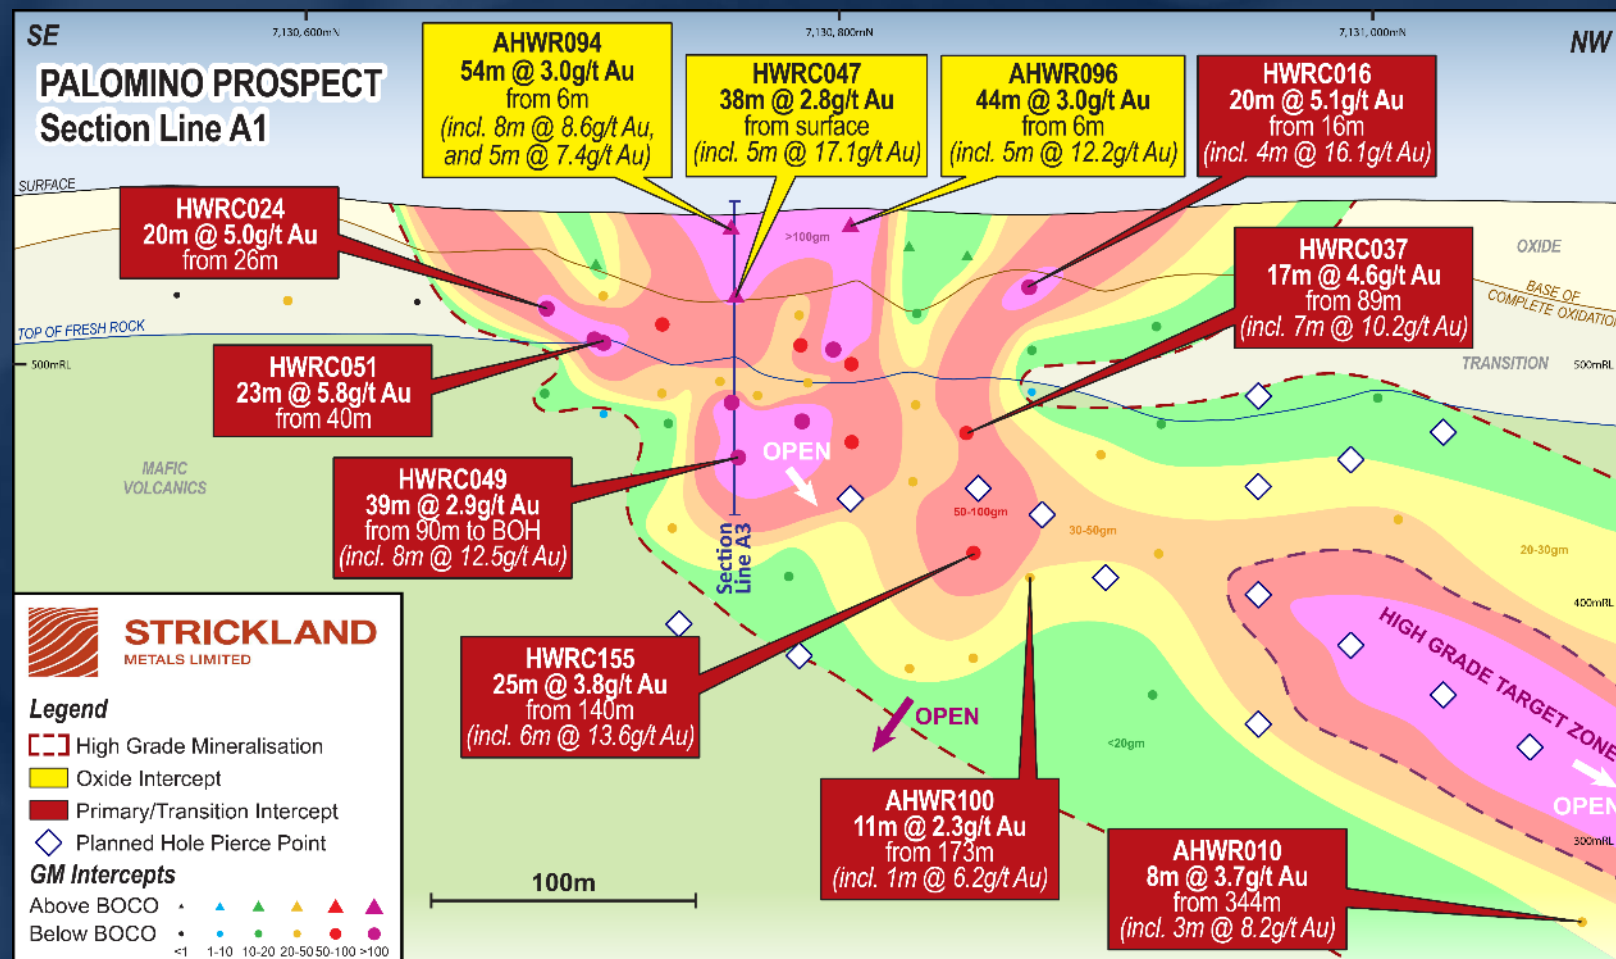 SE
7,130,600mN
7,130,800mN
7,131,000mN
NW
PALOMINO PROSPECT
Section Line A1
AHWR094
54m @ 3.0g/t Au
from 6m
(incl. 8m @ 8.6g/t Au,
and 5m @ 7.4g/t Au)
HWRC047
38m @ 2.8g/t Au
from surface
(incl. 5m @ 17.1g/t Au)
AHWR096
44m @ 3.0g/t Au
from 6m
(incl. 5m @ 12.2g/t Au)
HWRC016
20m @ 5.1g/t Au
from 16m
(incl. 4m @ 16.1g/t Au)
SURFACE
HWRC024
20m @ 5.0g/t Au
from 26m
>100gm
HWRC037
17m @ 4.6g/t Au
from 89m
(incl. 7m @ 10.2g/t Au)
OXIDE
BASE OF
COMPLETE OXIDATION
TOP OF FRESH ROCK
500mRL
TRANSITION
500mRL
HWRC051
23m @ 5.8g/t Au
from 40m
OPEN
MAFIC
VOLCANICS
HWRC049
39m @ 2.9g/t Au
from 90m to BOH
(incl. 8m @ 12.5g/t Au)
50-100gm
30-50gm
20-30gm
Section
Line A3
400mRL
HIGH GRADE TARGET ZONE
STRICKLAND
METALS LIMITED
HWRC155
25m @ 3.8g/t Au
from 140m
(incl. 6m @ 13.6g/t Au)
OPEN
<20gm
OPEN
300mRL
AHWR100
11m @ 2.3g/t Au
from 173m
(incl. 1m @ 6.2g/t Au)
AHWR010
8m @ 3.7g/t Au
from 344m
(incl. 3m @ 8.2g/t Au)
100m
Legend
High Grade Mineralisation
Oxide Intercept
Primary/Transition Intercept
Planned Hole Pierce Point
GM Intercepts
Above BOCO
Below BOCO
<1 1-10 10-20 20-50 50-100 >100